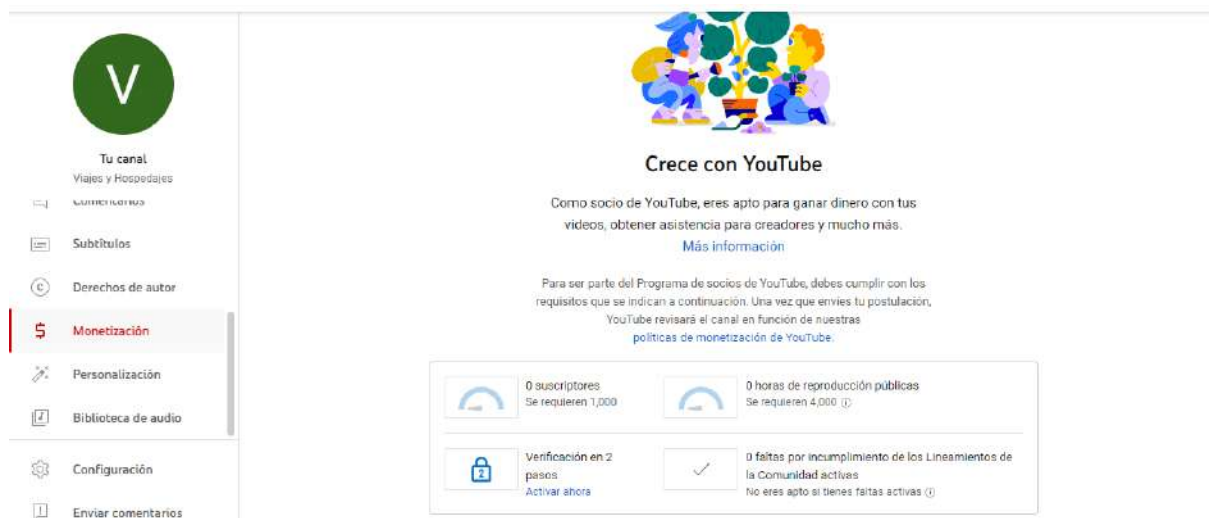 V
Tu canal
Viajes y Hospedajes
Comentarios
Subtítulos
Derechos de autor
Monetización
Personalización
Biblioteca de audio
Configuración
Enviar comentarios
Crece con YouTube
Como socio de YouTube, eres apto para ganar dinero con tus
videos, obtener asistencia para creadores y mucho más.
Más información
Para ser parte del Programa de socios de YouTube, debes cumplir con los
requisitos que se indican a continuación. Una vez que envíes tu postulación,
YouTube revisará el canal en función de nuestras
políticas de monetización de YouTube.
0 suscriptores
Se requieren 1,000
0 horas de reproducción públicas
Se requieren 4,000
2
Verificación en 2
pasos
Activar ahora
0 faltas por incumplimiento de los Lineamientos de
la Comunidad activas
No eres apto si tienes faltas activas